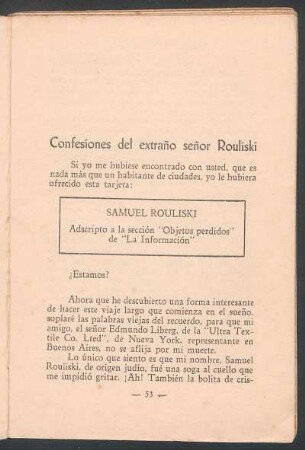 Confesiones del extraño señor Rouliski
Si yo me hubiese encontrado con usted, que es
nada más que un habitante de ciudades, yo le hubiera
ofrecido esta tarjeta:
SAMUEL ROULISKI
Adscripto a la sección "Objetos perdidos"
de "La Información"
¿Estamos?
Ahora que he descubierto una forma interesante
de hacer este viaje largo que comienza en el sueño,
soplaré las palabras viejas del recuerdo, para que mi
amigo, el señor Edmundo Liberg, de la "Ultra Tex-
tile Co. Lted", de Nueva York, representante en
Buenos Aires, no se aflija por mi muerte.
Lo único que siento es que mi nombre, Samuel
Rouliski, de origen judío, fué una soga al cuello que
me impidió gritar. ¡Ah! También la bolita de cris-
— 53 —